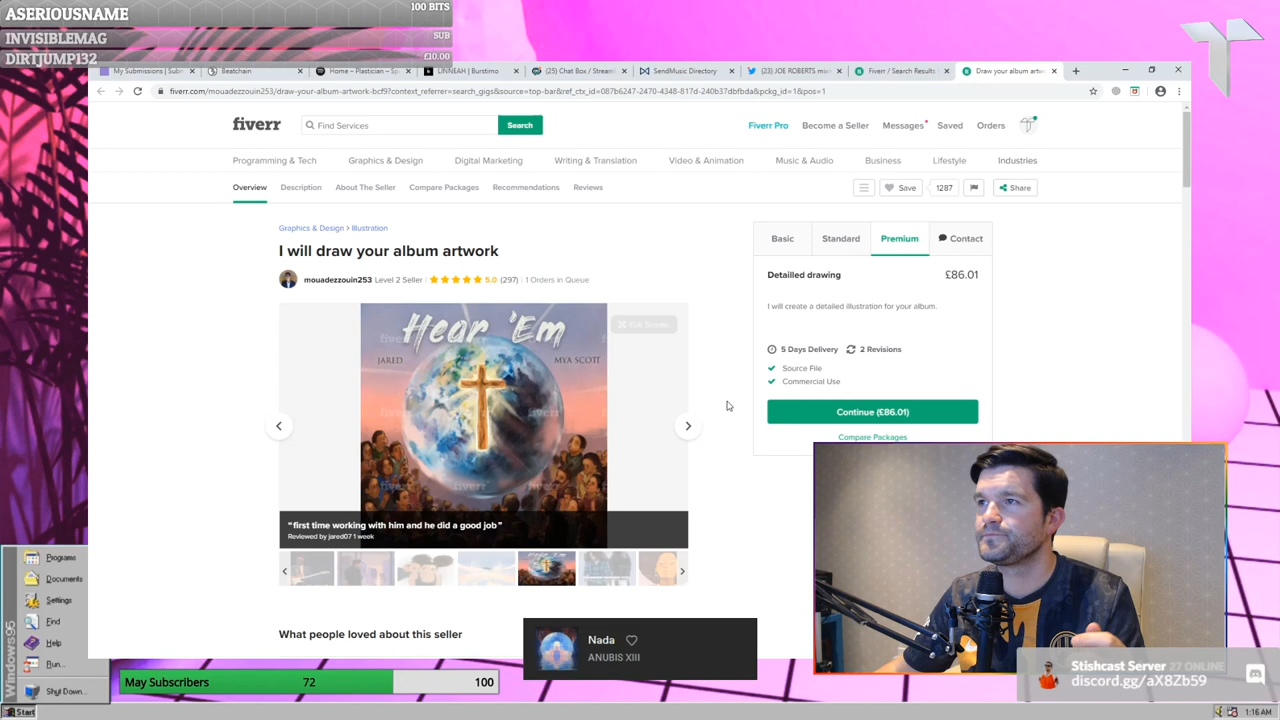 ASERIOUSNAME 100 BITS
INVISIBLEMAG SUB
DIRTJUMP132 £10.00
My Submissions | Subm
Beatchain
Home – Plastician – Sp
LINNEAH | Burstimo
(25) Chat Box / Streaml
SendMusic Directory
(23) JOE ROBERTS
Fiverr / Search Results
Draw your album artwo
fiverr.com/mouadezzouin253/draw-your-album-artwork-bcf9?context_referrer=search_gigs&source=top-bar&ref_ctx_id=087b6247-2470-4348-817d-240b37dbfbda&pckg_id=1&pos=1
fiverr
Find Services
Search
Fiverr Pro
Become a Seller
Messages
Saved
Orders
Programming & Tech
Graphics & Design
Digital Marketing
Writing & Translation
Video & Animation
Music & Audio
Business
Lifestyle
Industries
Overview
Description
About The Seller
Compare Packages
Recommendations
Reviews
Save
1287
Share
Graphics & Design > Illustration
I will draw your album artwork
mouadezzouin253 Level 2 Seller | 5.0 (297) | 1 Orders in Queue
Hear 'Em
JARED
MYA SCOTT
Full Screen
fiverr
"first time working with him and he did a good job"
Reviewed by jared07 1 week
What people loved about this seller
Basic
Standard
Premium
Contact
Detailled drawing £86.01
I will create a detailed illustration for your album.
5 Days Delivery
2 Revisions
Source File
Commercial Use
Continue (£86.01)
Compare Packages
Nada
ANUBIS XIII
Windows95
Programs
Documents
Settings
Find
Help
Run...
Shut Down...
May Subscribers 72 100
Stishcast Server 27 ONLINE
discord.gg/aX8Zb59
Start
1:16 AM